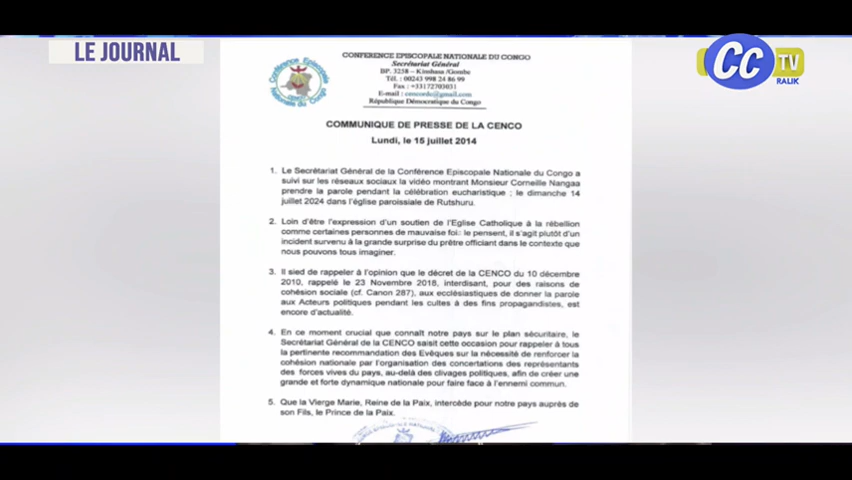 LE JOURNAL
CC
TV
RALIK
CONFERENCE EPISCOPALE NATIONALE DU CONGO
Secrétariat Général
BP. 3258 - Kinshasa /Gombe
Tél. : 00243 998 24 86 99
Fax : +33172703031
E-mail : cencordc@gmail.com
République Démocratique du Congo
Conférence Episcopale
Nationale du Congo
COMMUNIQUE DE PRESSE DE LA CENCO
Lundi, le 15 juillet 2014
1. Le Secrétariat Général de la Conférence Episcopale Nationale du Congo a
suivi sur les réseaux sociaux la vidéo montrant Monsieur Corneille Nangaa
prendre la parole pendant la célébration eucharistique ; le dimanche 14
juillet 2024 dans l'église paroissiale de Rutshuru.
2. Loin d'être l'expression d'un soutien de l'Eglise Catholique à la rébellion
comme certaines personnes de mauvaise foi le pensent, il s'agit plutôt d'un
incident survenu à la grande surprise du prêtre officiant dans le contexte que
nous pouvons tous imaginer.
3. Il sied de rappeler à l'opinion que le décret de la CENCO du 10 décembre
2010, rappelé le 23 Novembre 2018, interdisant, pour des raisons de
cohésion sociale (cf. Canon 287), aux ecclésiastiques de donner la parole
aux Acteurs politiques pendant les cultes à des fins propagandistes, est
encore d'actualité.
4. En ce moment crucial que connaît notre pays sur le plan sécuritaire, le
Secrétariat Général de la CENCO saisit cette occasion pour rappeler à tous
la pertinente recommandation des Evêques sur la nécessité de renforcer la
cohésion nationale par l'organisation des concertations des représentants
des forces vives du pays, au-delà des clivages politiques, afin de créer une
grande et forte dynamique nationale pour faire face à l'ennemi commun.
5. Que la Vierge Marie, Reine de la Paix, intercède pour notre pays auprès de
son Fils, le Prince de la Paix.